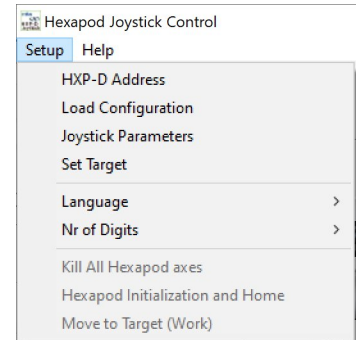 Hexapod Joystick Control
Setup Help
HXP-D Address
Load Configuration
Joystick Parameters
Set Target
Language
Nr of Digits
Kill All Hexapod axes
Hexapod Initialization and Home
Move to Target (Work)